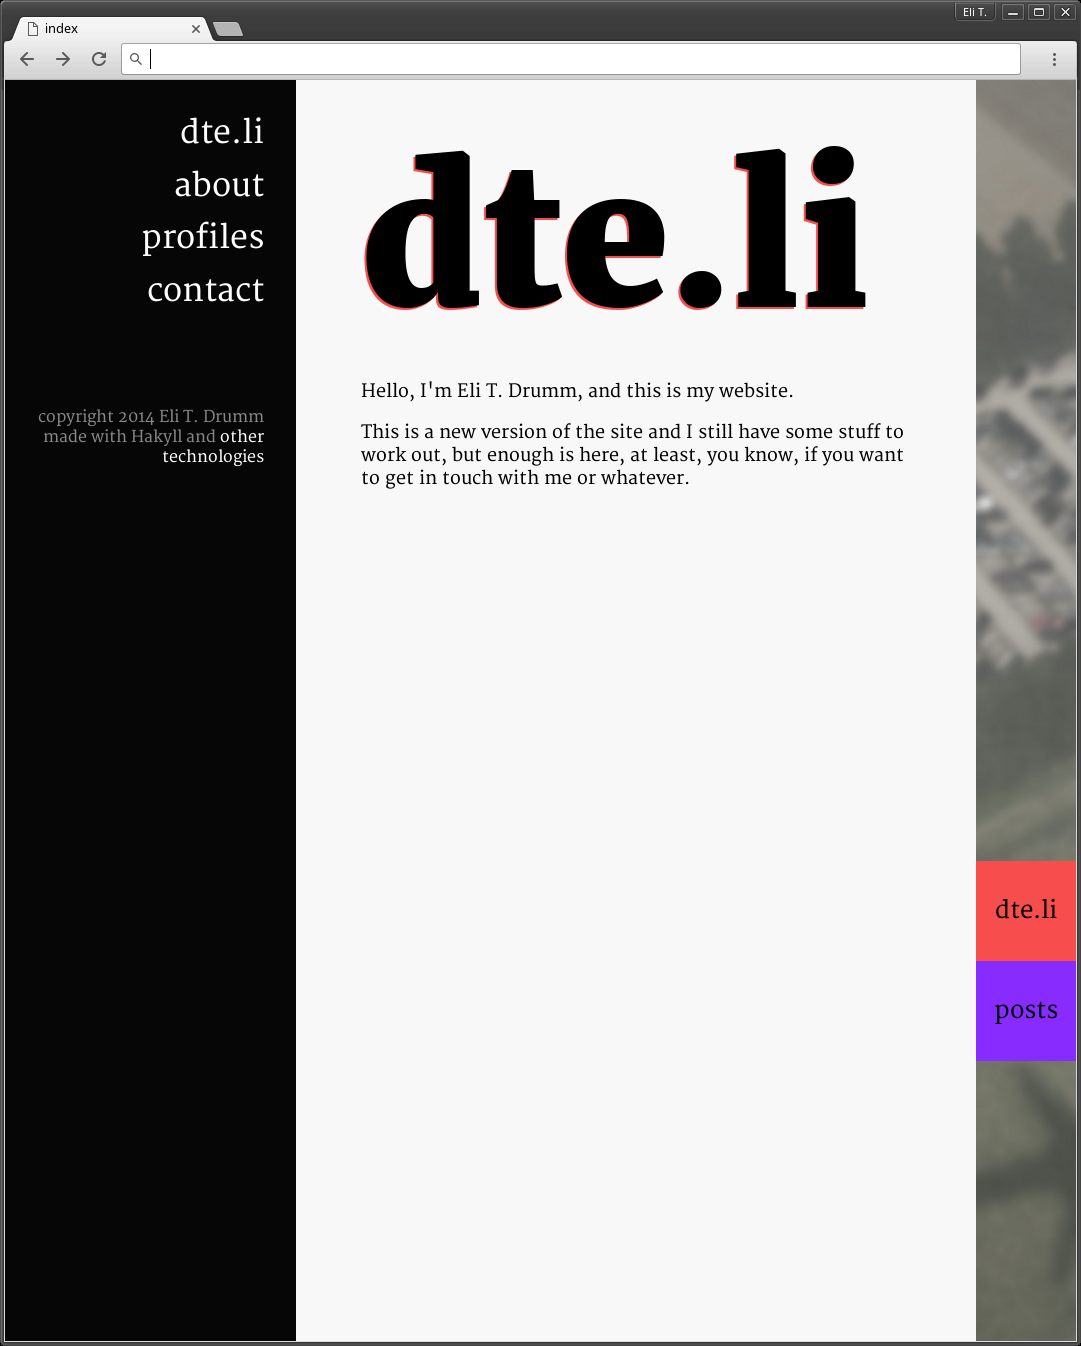 Eli T.
index
dte.li
about
profiles
contact
copyright 2014 Eli T. Drumm
made with Hakyll and other
technologies
dte.li
Hello, I'm Eli T. Drumm, and this is my website.
This is a new version of the site and I still have some stuff to
work out, but enough is here, at least, you know, if you want
to get in touch with me or whatever.
dte.li
posts